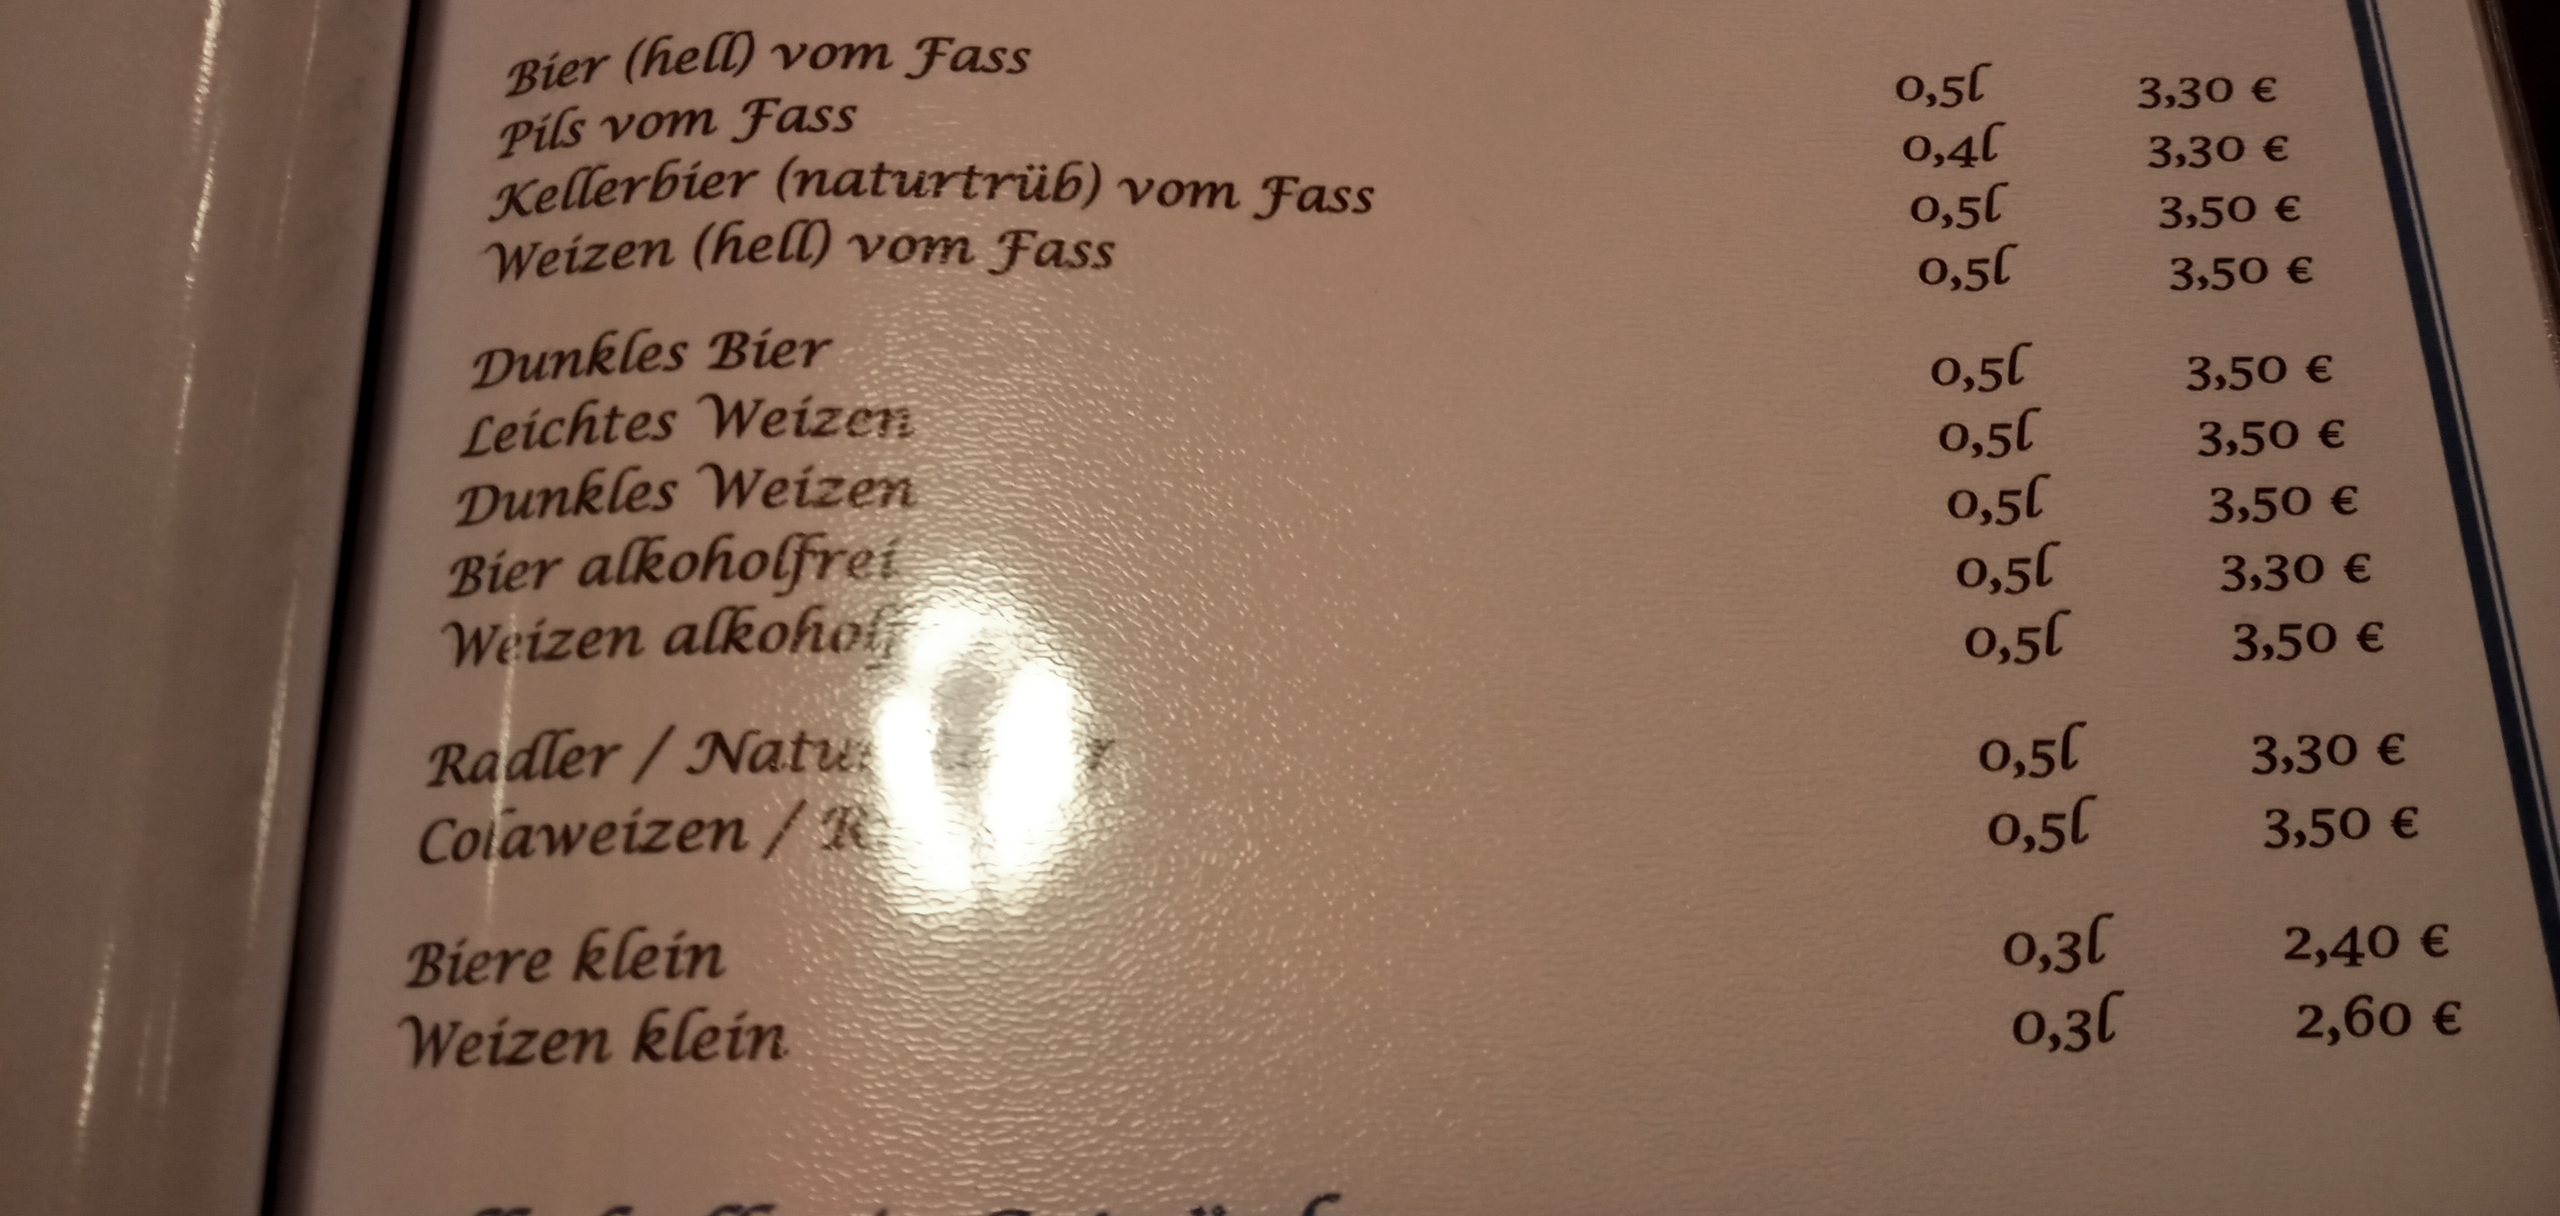 Bier (hell) vom Fass 0,5l 3,30 €
Pils vom Fass 0,4l 3,30 €
Kellerbier (naturtrüb) vom Fass 0,5l 3,50 €
Weizen (hell) vom Fass 0,5l 3,50 €
Dunkles Bier 0,5l 3,50 €
Leichtes Weizen 0,5l 3,50 €
Dunkles Weizen 0,5l 3,50 €
Bier alkoholfrei 0,5l 3,30 €
Weizen 0,5l 3,50 €
Radler / 0,5l 3,30 €
Colaweizen / 0,5l 3,50 €
Biere klein 0,3l 2,40 €
Weizen klein 0,3l 2,60 €